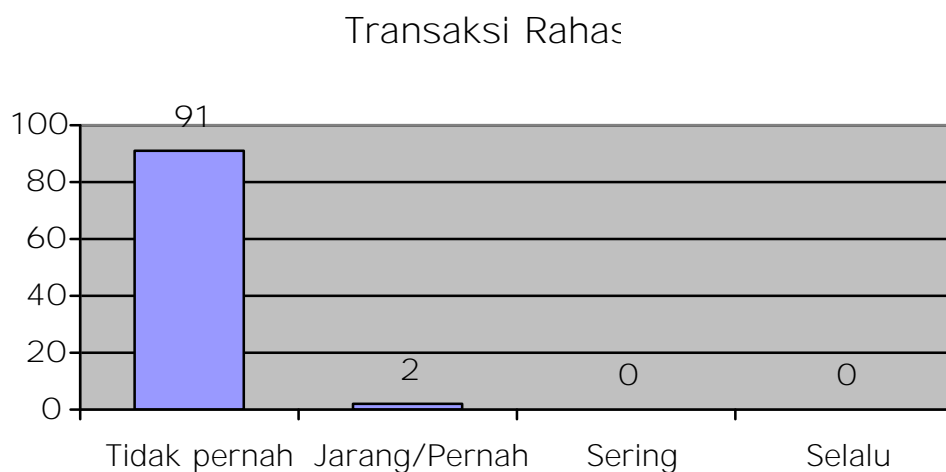 Transaksi Rahas
91
100
80
60
40
20
0
2
0
0
Tidak pernah
Jarang/Pernah
Sering
Selalu